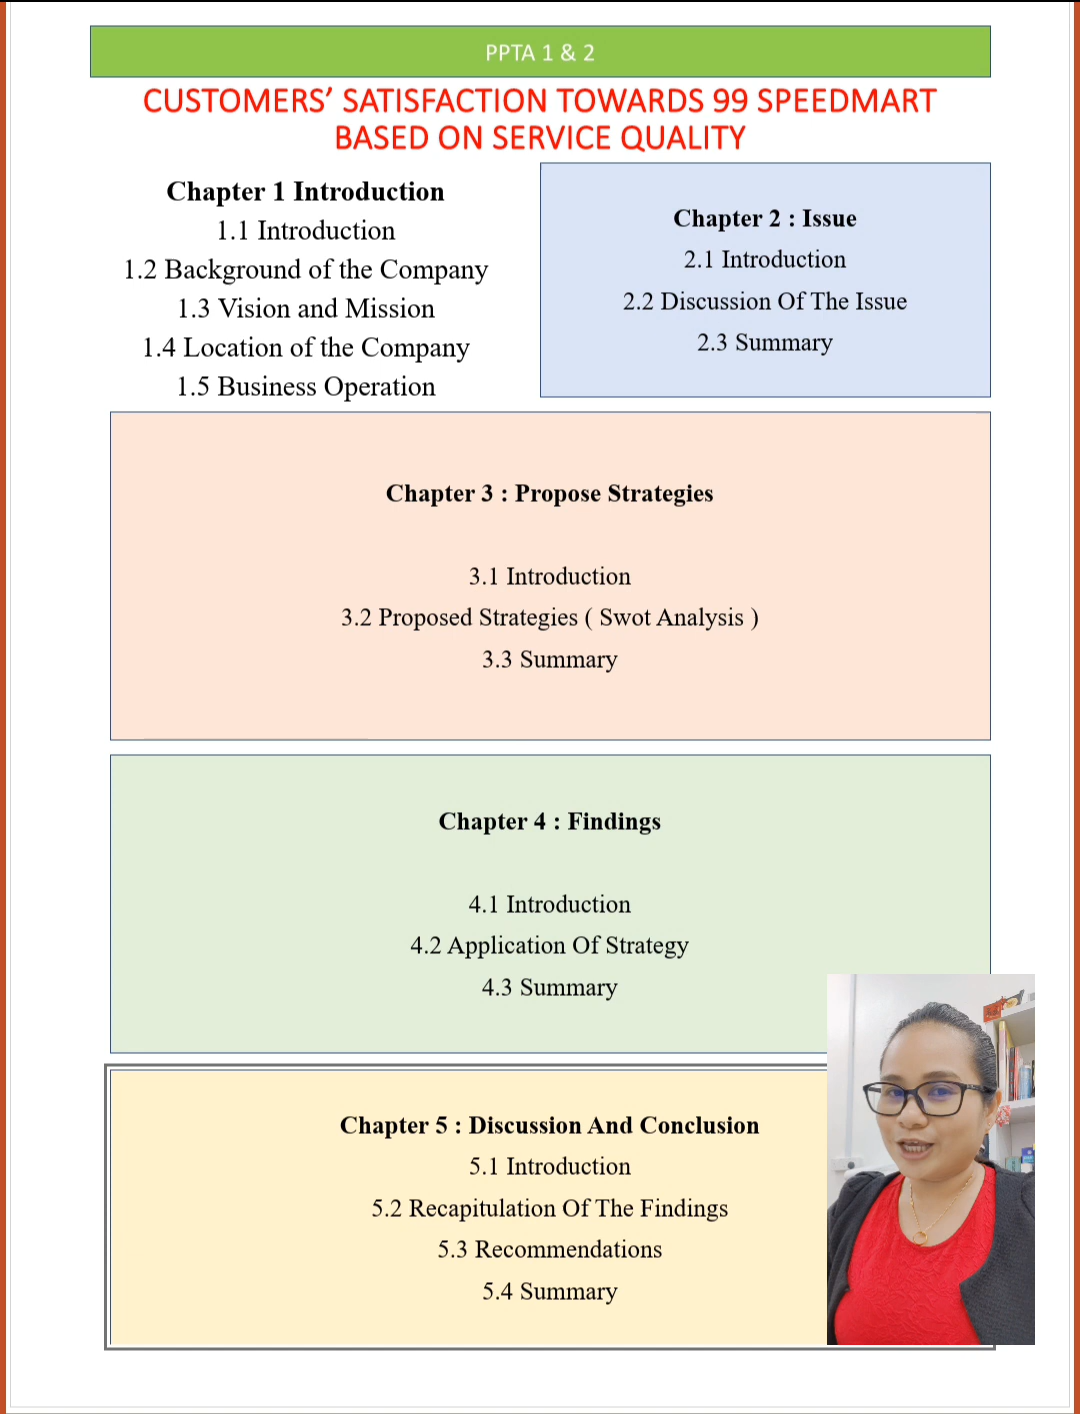 PPTA 1 & 2
CUSTOMERS’ SATISFACTION TOWARDS 99 SPEEDMART
BASED ON SERVICE QUALITY
Chapter 1 Introduction
1.1 Introduction
1.2 Background of the Company
1.3 Vision and Mission
1.4 Location of the Company
1.5 Business Operation
Chapter 2 : Issue
2.1 Introduction
2.2 Discussion Of The Issue
2.3 Summary
Chapter 3 : Propose Strategies
3.1 Introduction
3.2 Proposed Strategies ( Swot Analysis )
3.3 Summary
Chapter 4 : Findings
4.1 Introduction
4.2 Application Of Strategy
4.3 Summary
Chapter 5 : Discussion And Conclusion
5.1 Introduction
5.2 Recapitulation Of The Findings
5.3 Recommendations
5.4 Summary